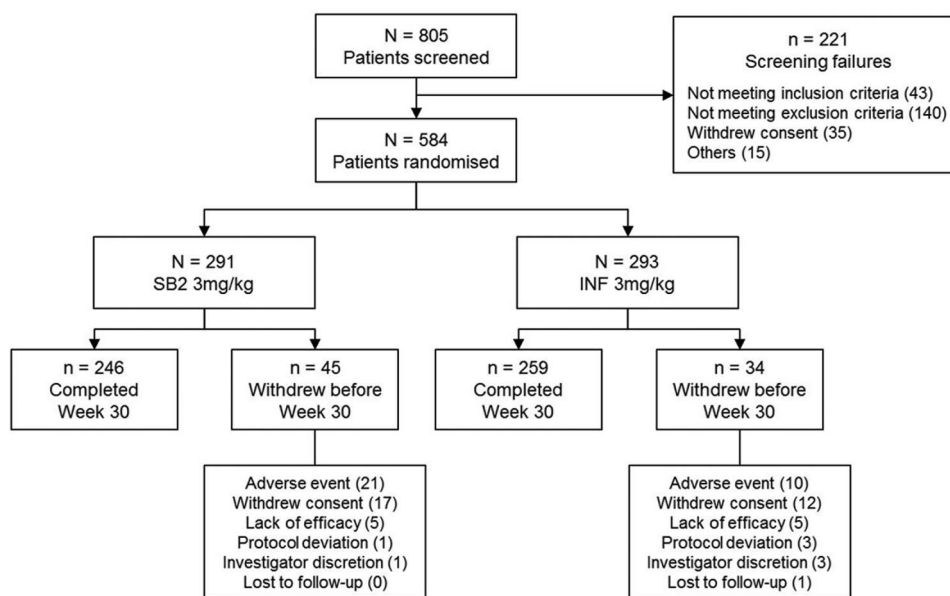 N = 805
Patients screened
n = 221
Screening failures
Not meeting inclusion criteria (43)
Not meeting exclusion criteria (140)
Withdrew consent (35)
Others (15)
N = 584
Patients randomised
N = 291
SB2 3mg/kg
N = 293
INF 3mg/kg
n = 246
Completed
Week 30
n = 45
Withdrew before
Week 30
n = 259
Completed
Week 30
n = 34
Withdrew before
Week 30
Adverse event (21)
Withdrew consent (17)
Lack of efficacy (5)
Protocol deviation (1)
Investigator discretion (1)
Lost to follow-up (0)
Adverse event (10)
Withdrew consent (12)
Lack of efficacy (5)
Protocol deviation (3)
Investigator discretion (3)
Lost to follow-up (1)